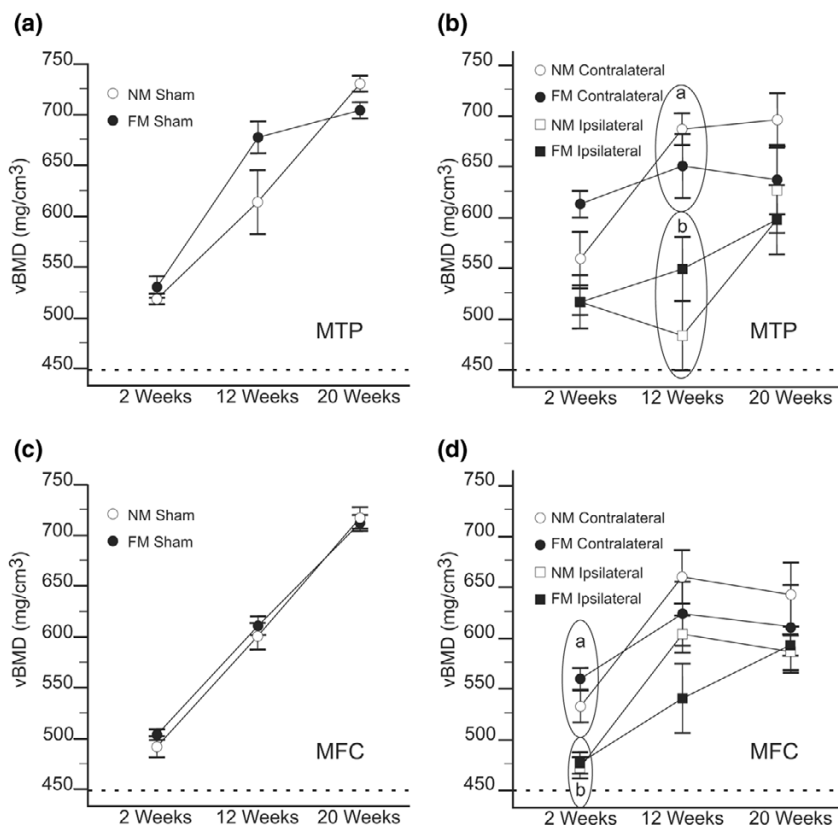 (a)
750
700
650
600
550
500
450
vBMD (mg/cm3)
NM Sham
FM Sham
MTP
2 Weeks 12 Weeks 20 Weeks
(b)
750
700
650
600
550
500
450
vBMD (mg/cm3)
NM Contralateral
FM Contralateral
NM Ipsilateral
FM Ipsilateral
a
b
MTP
2 Weeks 12 Weeks 20 Weeks
(c)
750
700
650
600
550
500
450
vBMD (mg/cm3)
NM Sham
FM Sham
MFC
2 Weeks 12 Weeks 20 Weeks
(d)
750
700
650
600
550
500
450
vBMD (mg/cm3)
NM Contralateral
FM Contralateral
NM Ipsilateral
FM Ipsilateral
a
b
MFC
2 Weeks 12 Weeks 20 Weeks